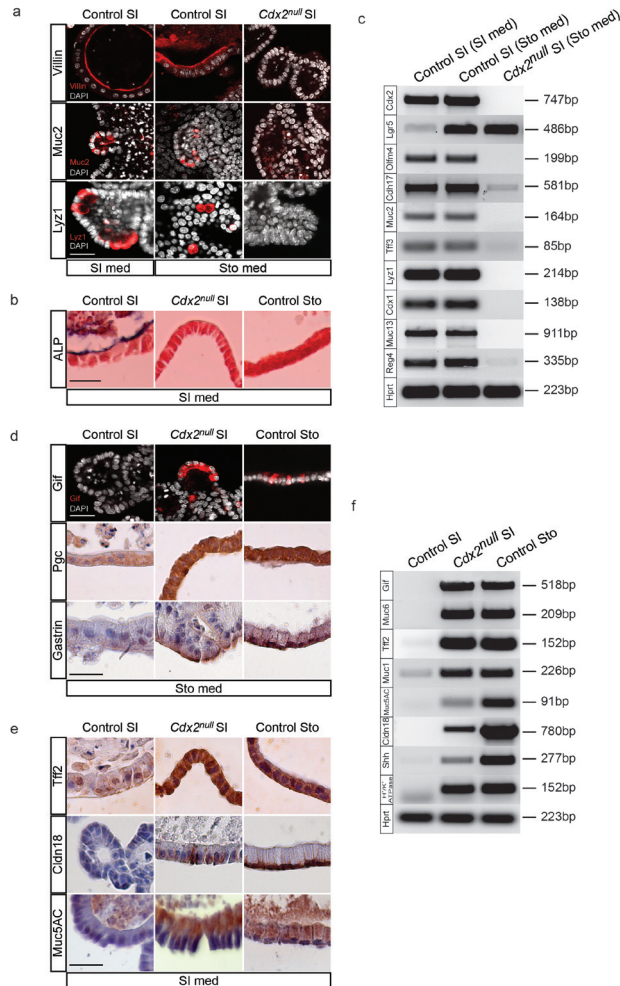 a
Control SI
Control SI
Cdx2null SI
Villin
Villin
DAPI
Muc2
Muc2
DAPI
Lyz1
Lyz1
DAPI
SI med
Sto med
b
Control SI
Cdx2null SI
Control Sto
ALP
SI med
c
Control SI (SI med)
Control SI (Sto med)
Cdx2null SI (Sto med)
Cdx2
747bp
Lgr5
486bp
Olfm4
199bp
Cdh17
581bp
Muc2
164bp
Tff3
85bp
Lyz1
214bp
Cdx1
138bp
Muc13
911bp
Reg4
335bp
Hprt
223bp
d
Control SI
Cdx2null SI
Control Sto
Gif
Gif
DAPI
Pgc
Gastrin
Sto med
e
Control SI
Cdx2null SI
Control Sto
Tff2
Cldn18
Muc5AC
SI med
f
Control SI
Cdx2null SI
Control Sto
Gif
518bp
Muc6
209bp
Tff2
152bp
Muc1
226bp
Muc5AC
91bp
Cldn18
780bp
Shh
277bp
H+/K+
ATPase
152bp
Hprt
223bp